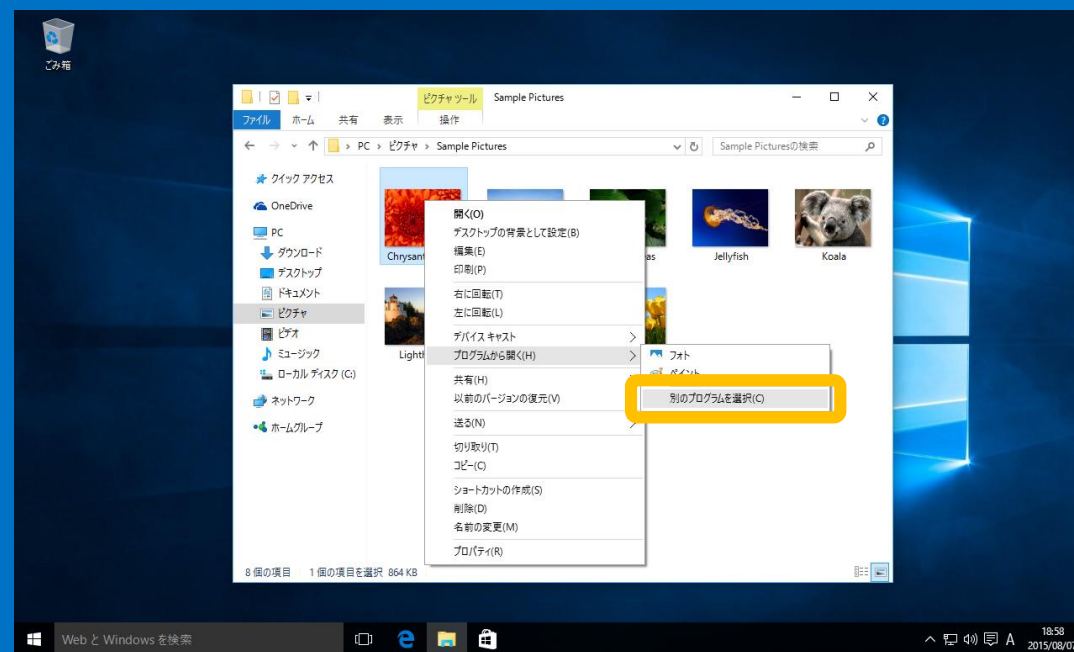 ごみ箱
ピクチャ ツール Sample Pictures
ファイル ホーム 共有 表示 操作
PC ピクチャ Sample Pictures Sample Picturesの検索
クイック アクセス
OneDrive
PC
ダウンロード
デスクトップ
ドキュメント
ピクチャ
ビデオ
ミュージック
ローカル ディスク (C:)
ネットワーク
ホームグループ
Jellyfish
Koala
開く(O)
デスクトップの背景として設定(B)
編集(E)
印刷(P)
右に回転(T)
左に回転(L)
デバイス キャスト
プログラムから開く(H)
共有(H)
以前のバージョンの復元(V)
送る(N)
切り取り(T)
コピー(C)
ショートカットの作成(S)
削除(D)
名前の変更(M)
プロパティ(R)
フォト
ペイント
別のプログラムを選択(C)
8 個の項目 1 個の項目を選択 864 KB
Web と Windows を検索
A
18:58
2015/08/07